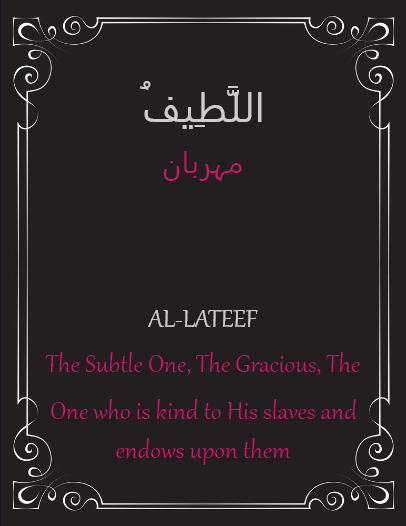 اللَّطِيفُ
مہربان
AL-LATEEF
The Subtle One, The Gracious, The
One who is kind to His slaves and
endows upon them